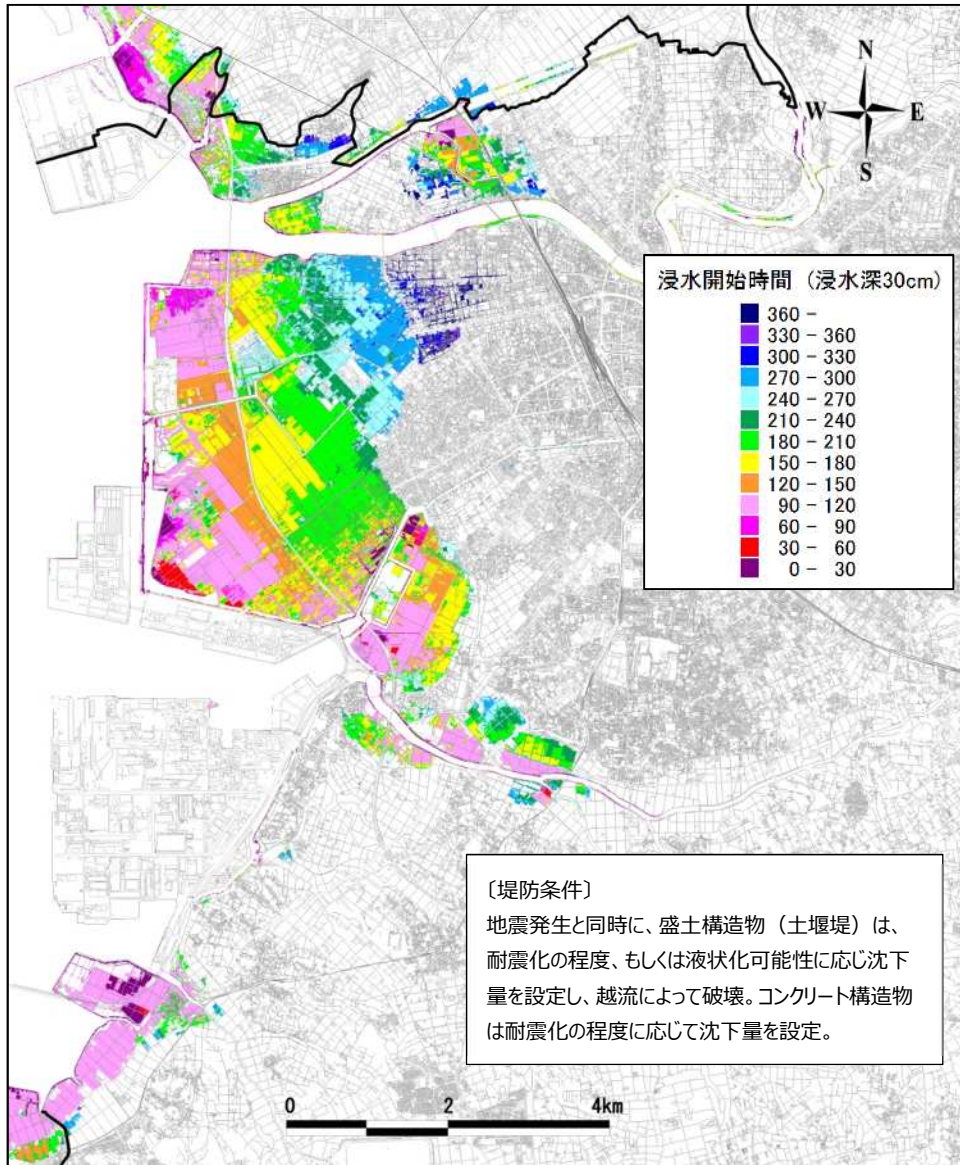 N
W
E
S
浸水開始時間 (浸水深30cm)
360 -
330 - 360
300 - 330
270 - 300
240 - 270
210 - 240
180 - 210
150 - 180
120 - 150
90 - 120
60 - 90
30 - 60
0 - 30
〔堤防条件〕
地震発生と同時に、盛土構造物（土堰堤）は、
耐震化の程度、もしくは液状化可能性に応じ沈下
量を設定し、越流によって破壊。コンクリート構造物
は耐震化の程度に応じて沈下量を設定。
0 2 4km